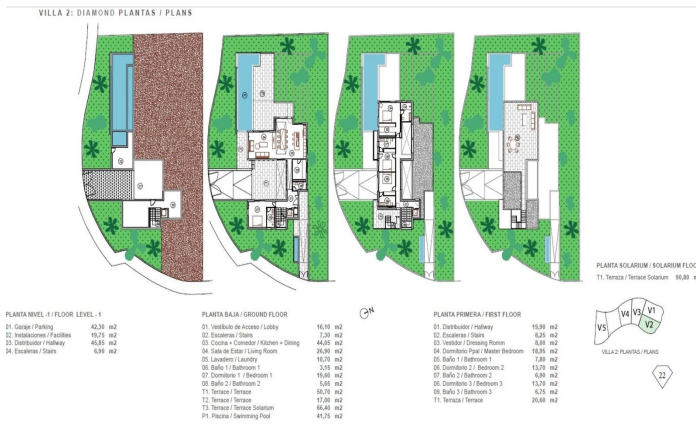 VILLA 2: DIAMOND PLANTAS / PLANS
PLANTA SOLARIUM / SOLARIUM FLOO
T1. Terraza / Terrace Solarium 90,80 m
PLANTA NIVEL -1 / FLOOR LEVEL - 1
01. Garaje / Parking 42,30 m2
02. Instalaciones / Facilities 19,75 m2
03. Distribuidor / Hallway 45,85 m2
04. Escaleras / Stairs 6,90 m2
PLANTA BAJA / GROUND FLOOR
01. Vestíbulo de Acceso / Lobby 16,10 m2
02. Escaleras / Stairs 7,30 m2
03. Cocina + Comedor / Kitchen + Dining 44,05 m2
04. Sala de Estar / Living Room 26,90 m2
05. Lavadero / Laundry 10,70 m2
06. Baño 1 / Bathroom 1 3,15 m2
07. Dormitorio 1 / Bedroom 1 19,60 m2
08. Baño 2 / Bathroom 2 5,65 m2
T1. Terrace / Terrace 50,70 m2
T2. Terrace / Terrace 17,00 m2
T3. Terrace / Terrace Solarium 66,40 m2
P1. Piscina / Swimming Pool 41,75 m2
N
PLANTA PRIMERA / FIRST FLOOR
01. Distribuidor / Hallway 19,90 m2
02. Escaleras / Stairs 8,25 m2
03. Vestidor / Dressing Romm 8,00 m2
04. Dormitorio Ppal / Master Bedroom 18,95 m2
05. Baño 1 / Bathroom 1 7,80 m2
06. Dormitorio 2 / Bedroom 2 13,70 m2
07. Baño 2 / Bathroom 2 6,90 m2
08. Dormitorio 3 / Bedroom 3 13,70 m2
09. Baño 3 / Bathroom 3 6,75 m2
T1. Terraza / Terrace 20,60 m2
V5 V4 V3 V1
V2
VILLA 2: PLANTAS / PLANS
22